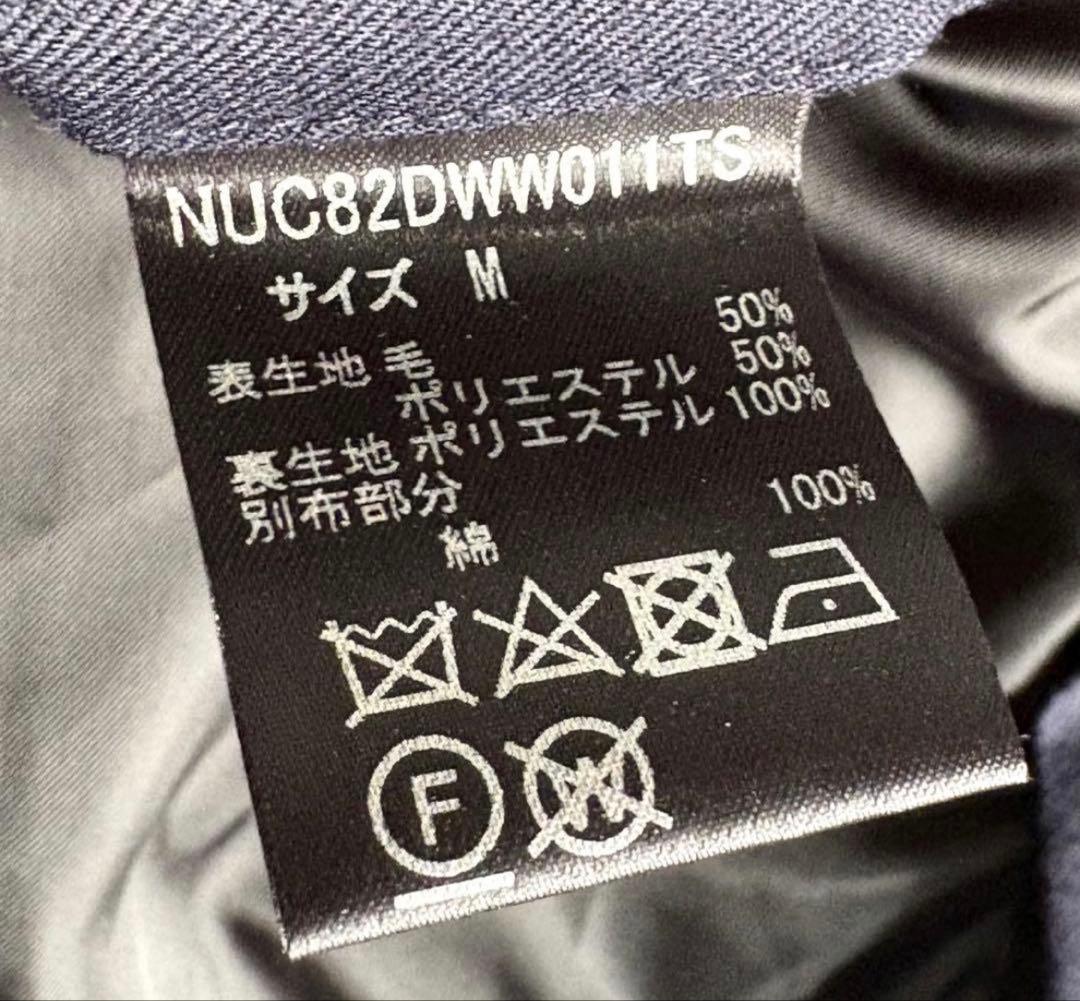 NUC82DWW011TS
サイズ M
表生地 毛 50%
ポリエステル 50%
裏生地 ポリエステル 100%
別布部分
綿 100%
F W